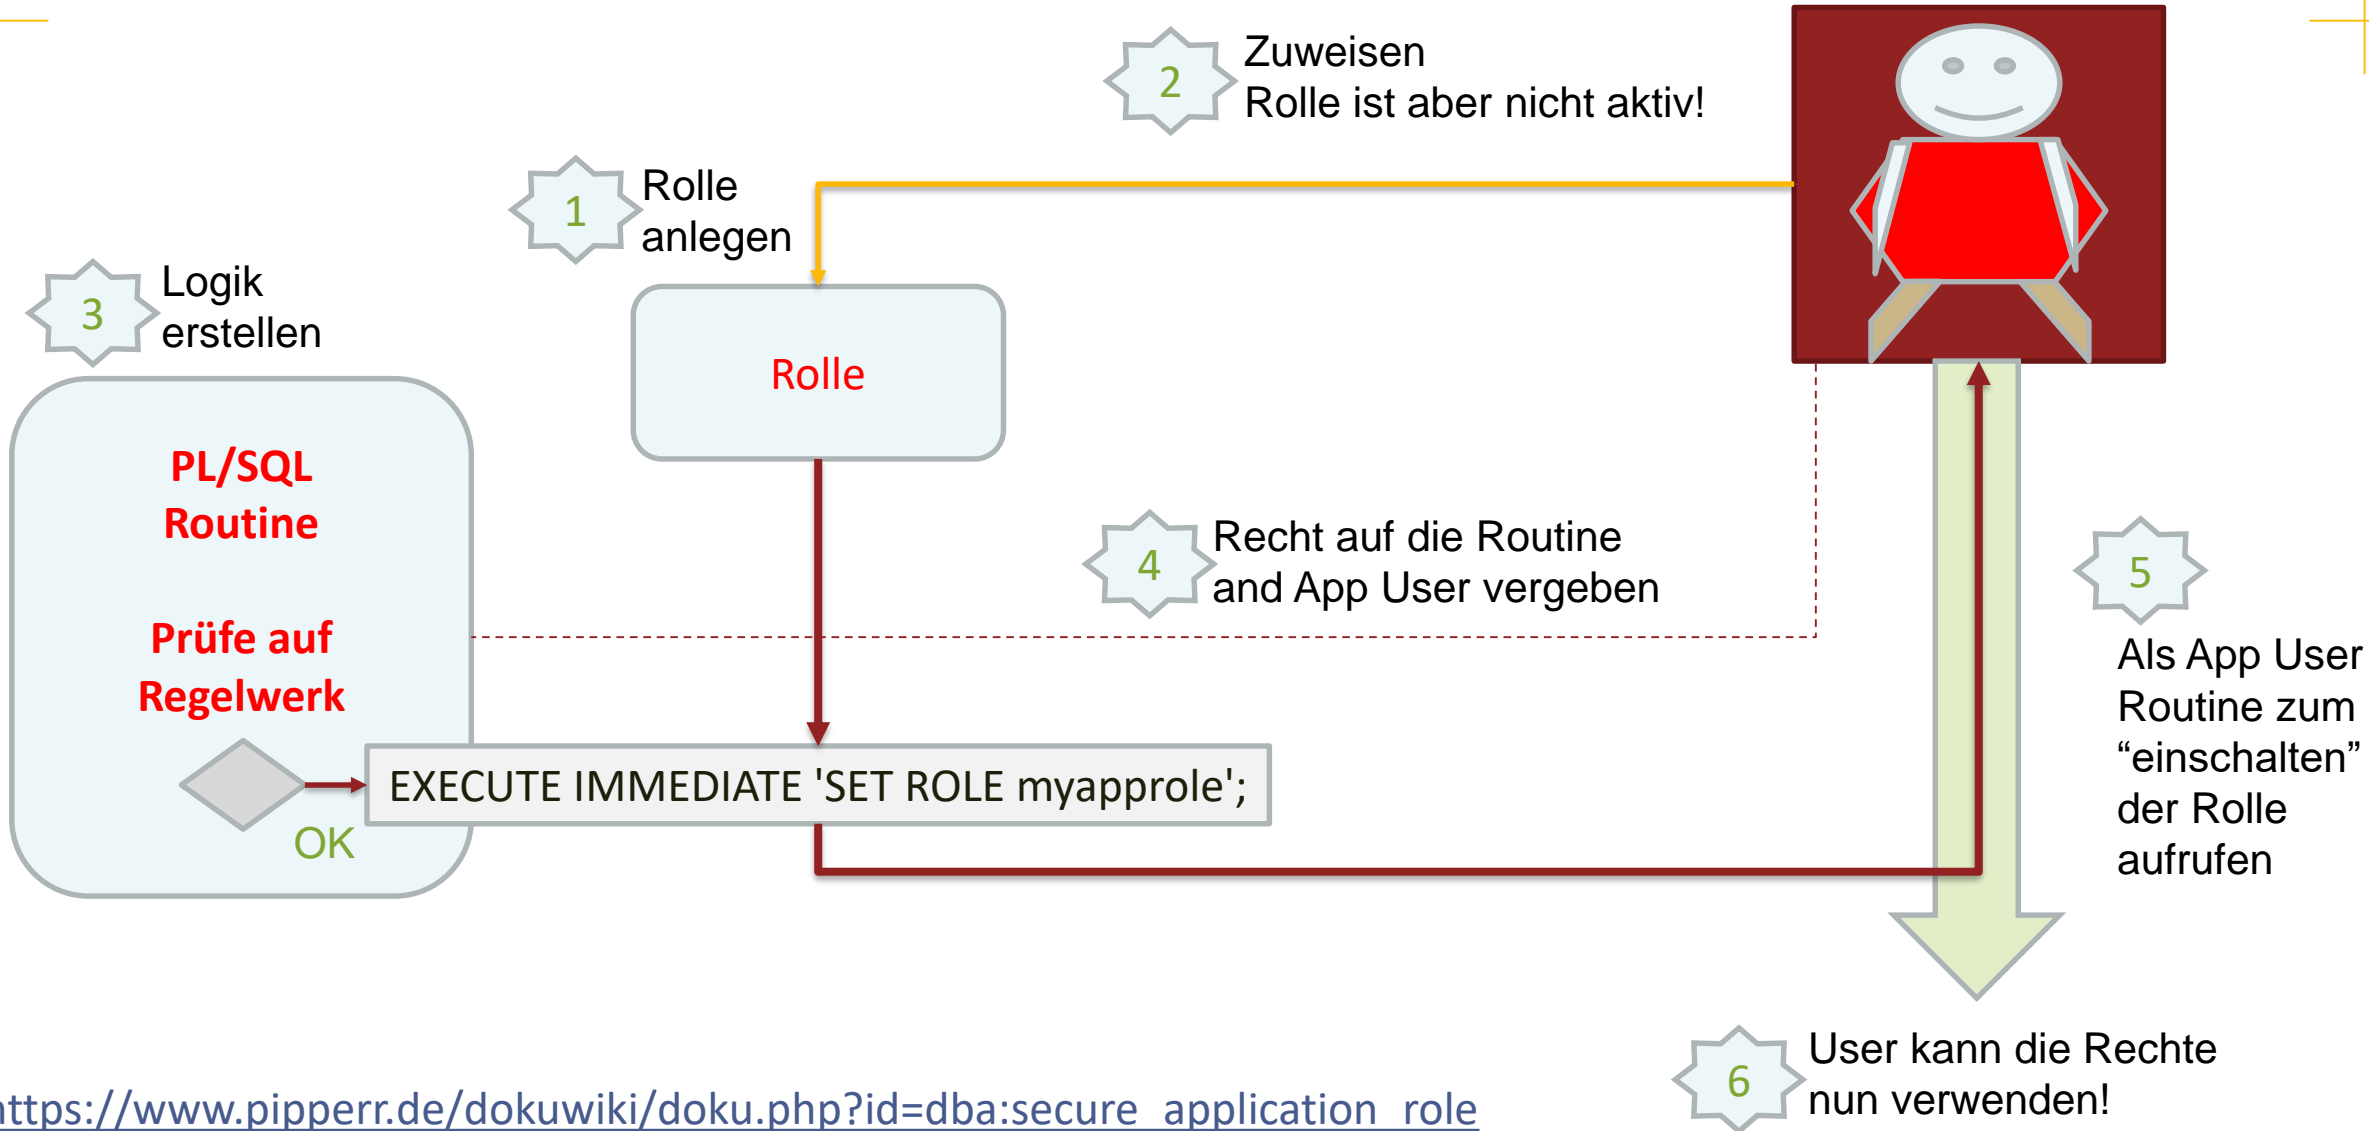 2
Zuweisen
Rolle ist aber nicht aktiv!
1
Rolle
anlegen
3
Logik
erstellen
Rolle
PL/SQL
Routine
Prüfe auf
Regelwerk
OK
EXECUTE IMMEDIATE 'SET ROLE myapprole';
4
Recht auf die Routine
and App User vergeben
5
Als App User
Routine zum
“einschalten”
der Rolle
aufrufen
6
User kann die Rechte
nun verwenden!
https://www.pipperr.de/dokuwiki/doku.php?id=dba:secure_application_role